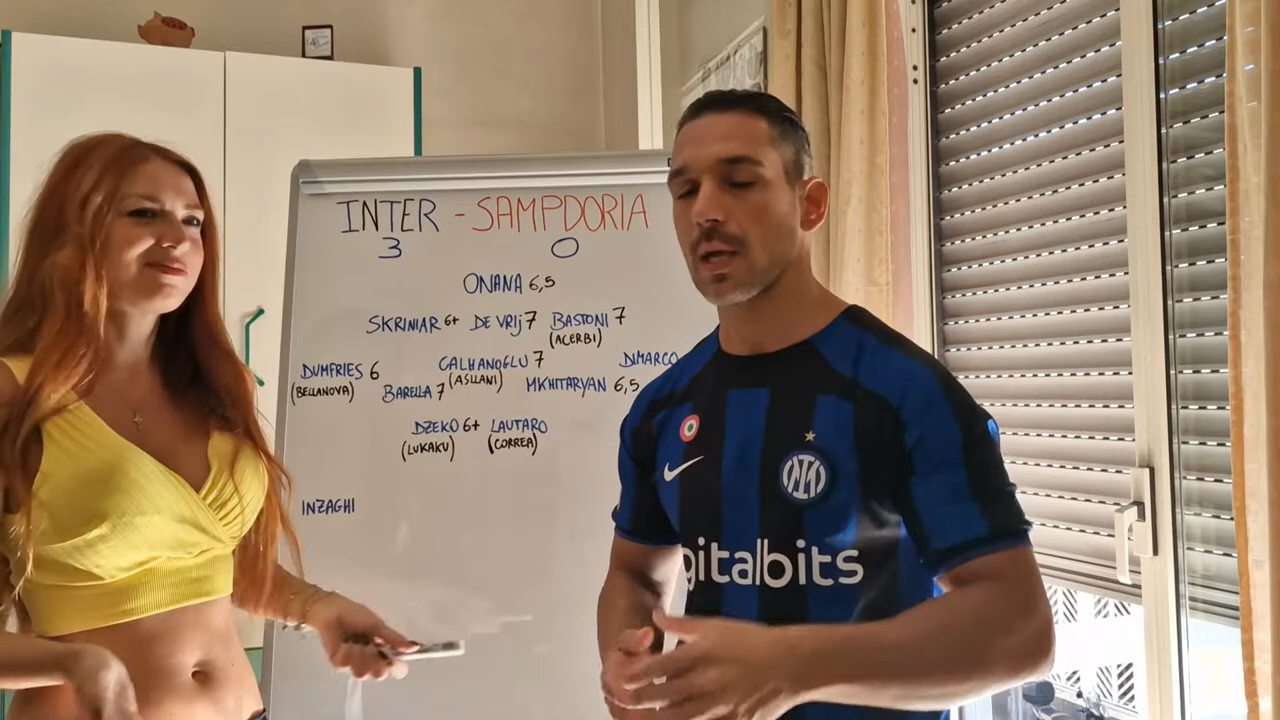 INTER - SAMPDORIA
3 0
ONANA 6,5
SKRINIAR 6+ DE VRIJ 7 BASTONI 7
(ACERBI)
DUMFRIES 6 CALHANOGLU 7 DIMARCO
(BELLANOVA) BARELLA 7 (ASLLANI) MKHITARYAN 6,5
DZEKO 6+ LAUTARO
(LUKAKU) (CORREA)
INZAGHI
gitalbits